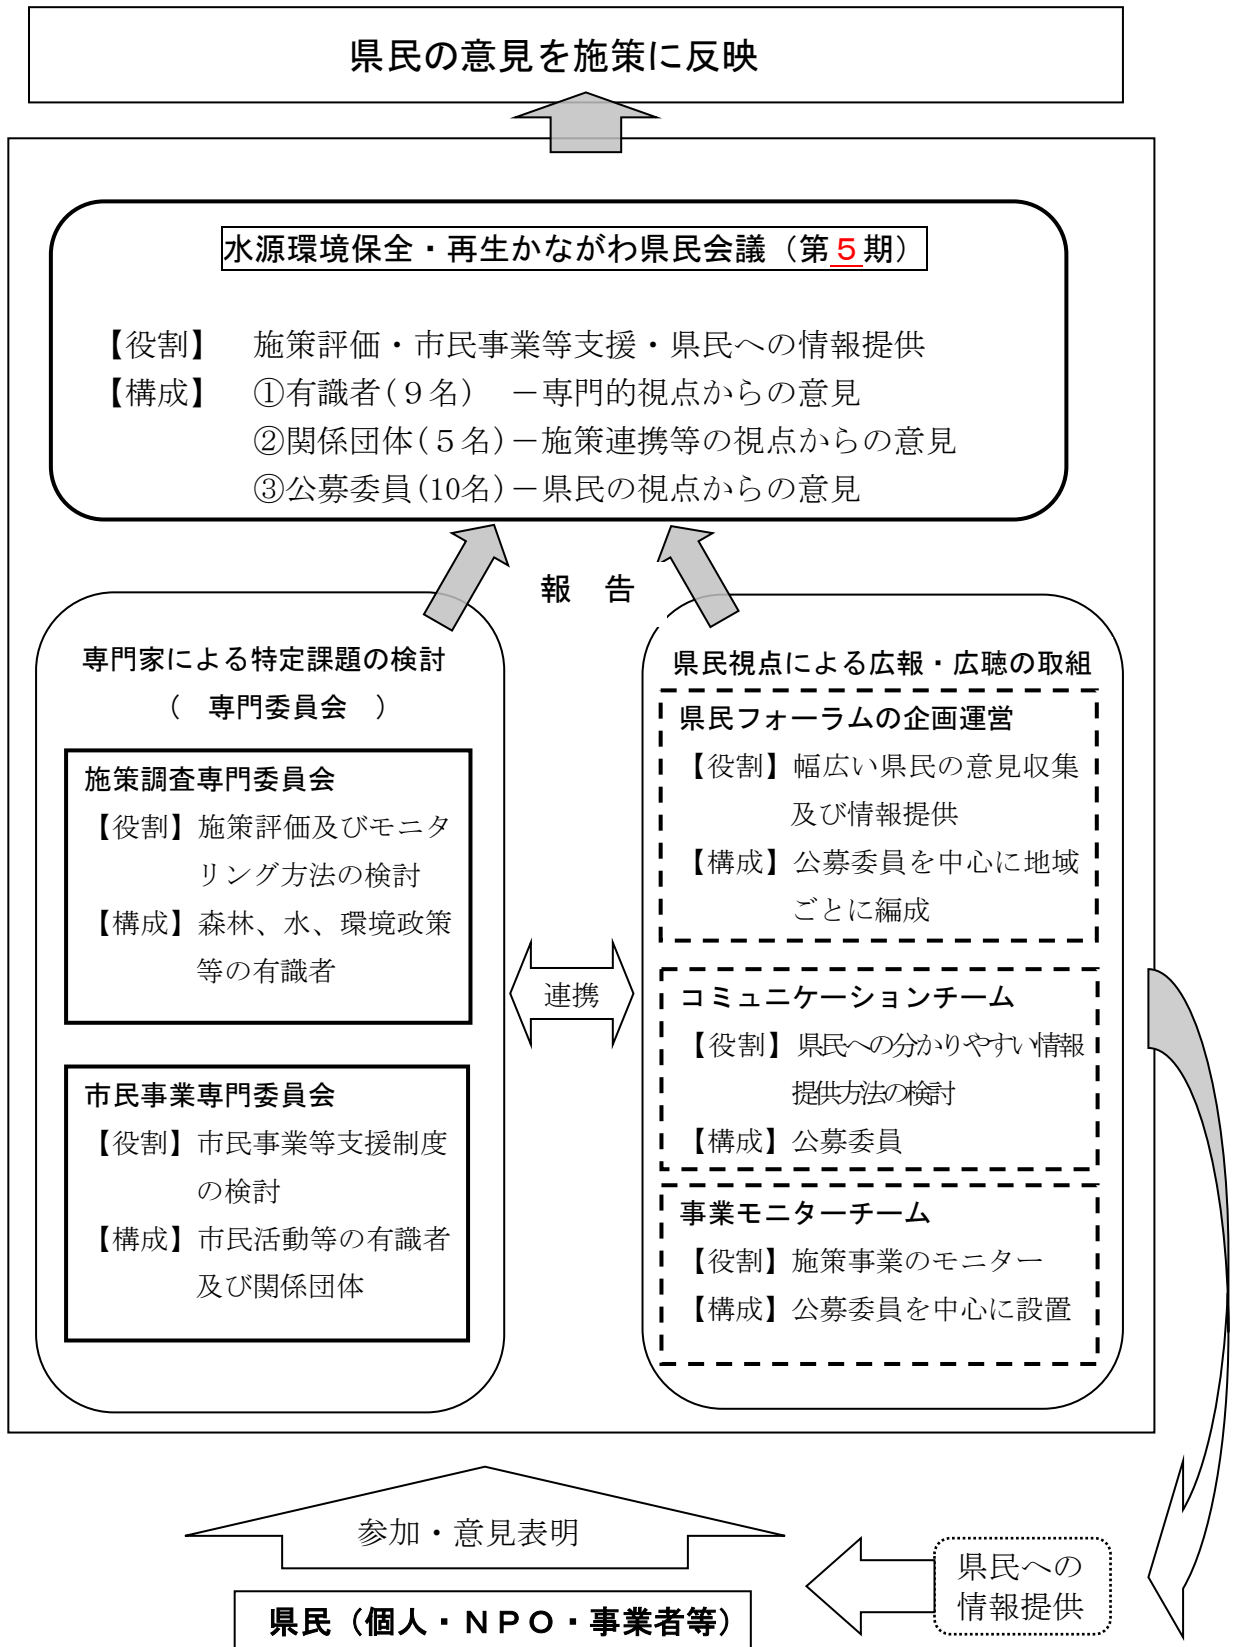 県民の意見を施策に反映
水源環境保全・再生かながわ県民会議（第５期）
【役割】　施策評価・市民事業等支援・県民への情報提供
【構成】　①有識者(９名)　－専門的視点からの意見
②関係団体(５名)－施策連携等の視点からの意見
③公募委員(10名)－県民の視点からの意見
報　告
専門家による特定課題の検討
（　専門委員会　）
施策調査専門委員会
【役割】施策評価及びモニタ
リング方法の検討
【構成】森林、水、環境政策
等の有識者
市民事業専門委員会
【役割】市民事業等支援制度
の検討
【構成】市民活動等の有識者
及び関係団体
連携
県民視点による広報・広聴の取組
県民フォーラムの企画運営
【役割】幅広い県民の意見収集
及び情報提供
【構成】公募委員を中心に地域
ごとに編成
コミュニケーションチーム
【役割】県民への分かりやすい情報
提供方法の検討
【構成】公募委員
事業モニターチーム
【役割】施策事業のモニター
【構成】公募委員を中心に設置
参加・意見表明
県民（個人・ＮＰＯ・事業者等）
県民への
情報提供